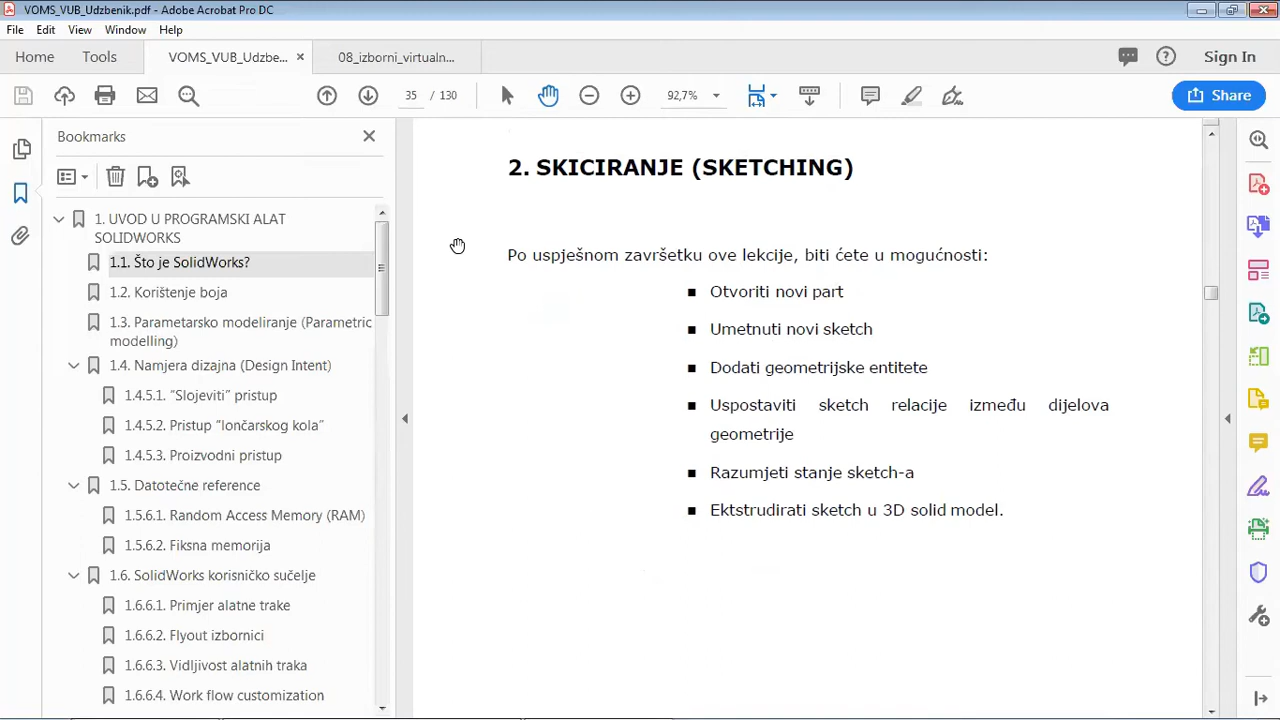 VOMS_VUB_Udzbenik.pdf - Adobe Acrobat Pro DC
File Edit View Window Help
Home Tools VOMS_VUB_Udzbe... 08_izborni_virtualn... Sign In
35 / 130 92,7% Share
Bookmarks
1. UVOD U PROGRAMSKI ALAT
SOLIDWORKS
1.1. Što je SolidWorks?
1.2. Korištenje boja
1.3. Parametarsko modeliranje (Parametric
modelling)
1.4. Namjera dizajna (Design Intent)
1.4.5.1. “Slojeviti” pristup
1.4.5.2. Pristup “lončarskog kola”
1.4.5.3. Proizvodni pristup
1.5. Datotečne reference
1.5.6.1. Random Access Memory (RAM)
1.5.6.2. Fiksna memorija
1.6. SolidWorks korisničko sučelje
1.6.6.1. Primjer alatne trake
1.6.6.2. Flyout izbornici
1.6.6.3. Vidljivost alatnih traka
1.6.6.4. Work flow customization
2. SKICIRANJE (SKETCHING)
Po uspješnom završetku ove lekcije, biti ćete u mogućnosti:
▪ Otvoriti novi part
▪ Umetnuti novi sketch
▪ Dodati geometrijske entitete
▪ Uspostaviti sketch relacije između dijelova
geometrije
▪ Razumjeti stanje sketch-a
▪ Ektstrudirati sketch u 3D solid model.